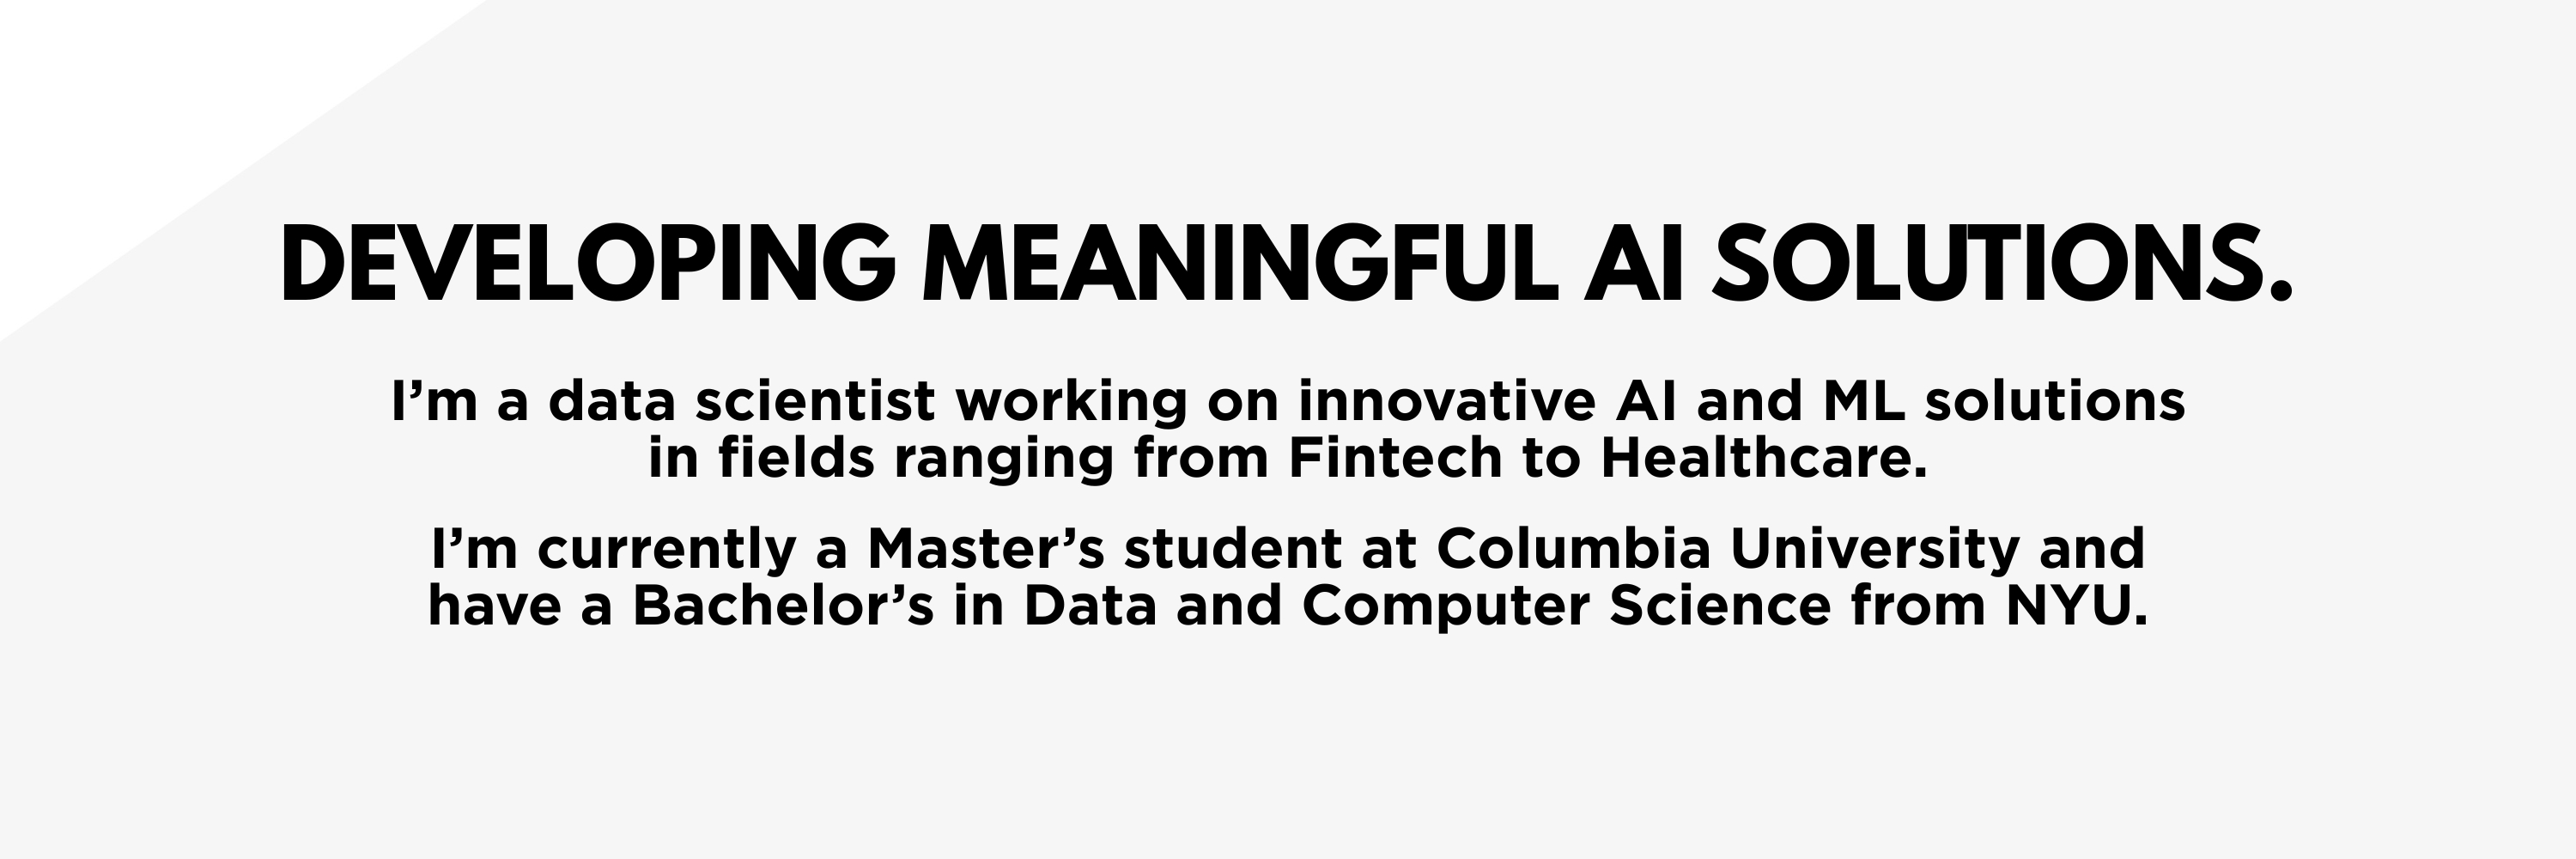 DEVELOPING MEANINGFUL AI SOLUTIONS.
I’m a data scientist working on innovative AI and ML solutions
in fields ranging from Fintech to Healthcare.
I’m currently a Master’s student at Columbia University and
have a Bachelor’s in Data and Computer Science from NYU.